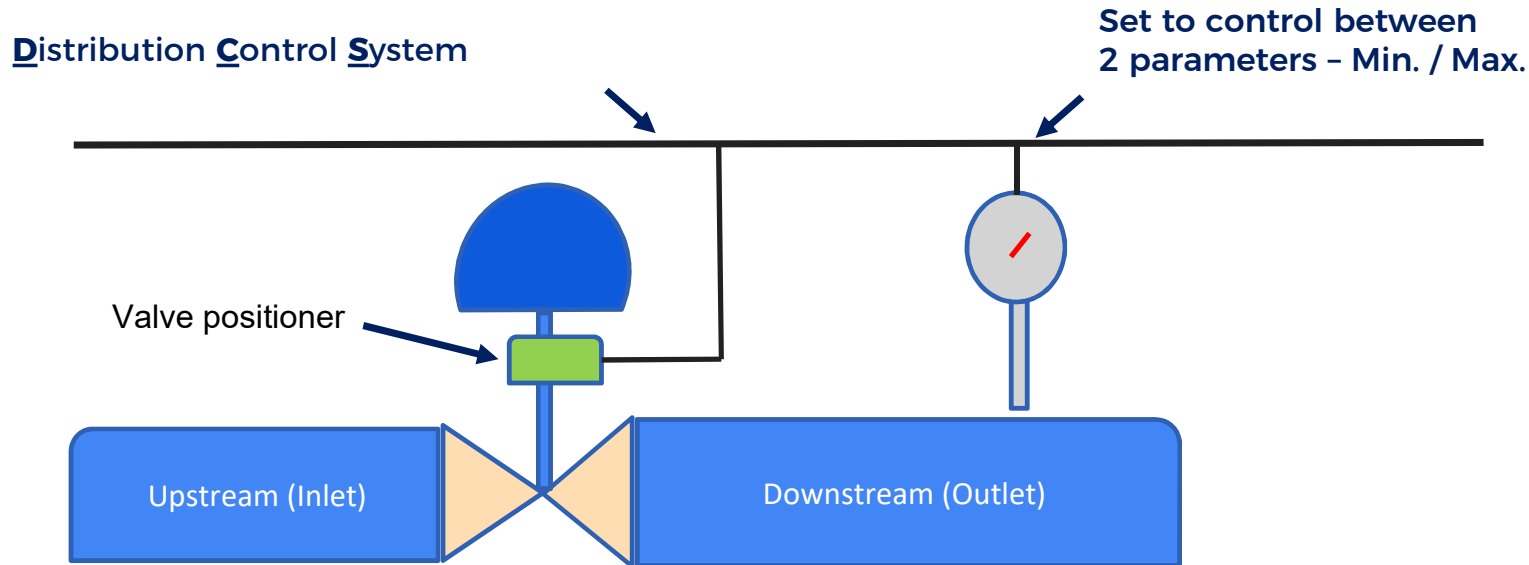 Distribution Control System
Set to control between
2 parameters – Min. / Max.
Valve positioner
Upstream (Inlet)
Downstream (Outlet)